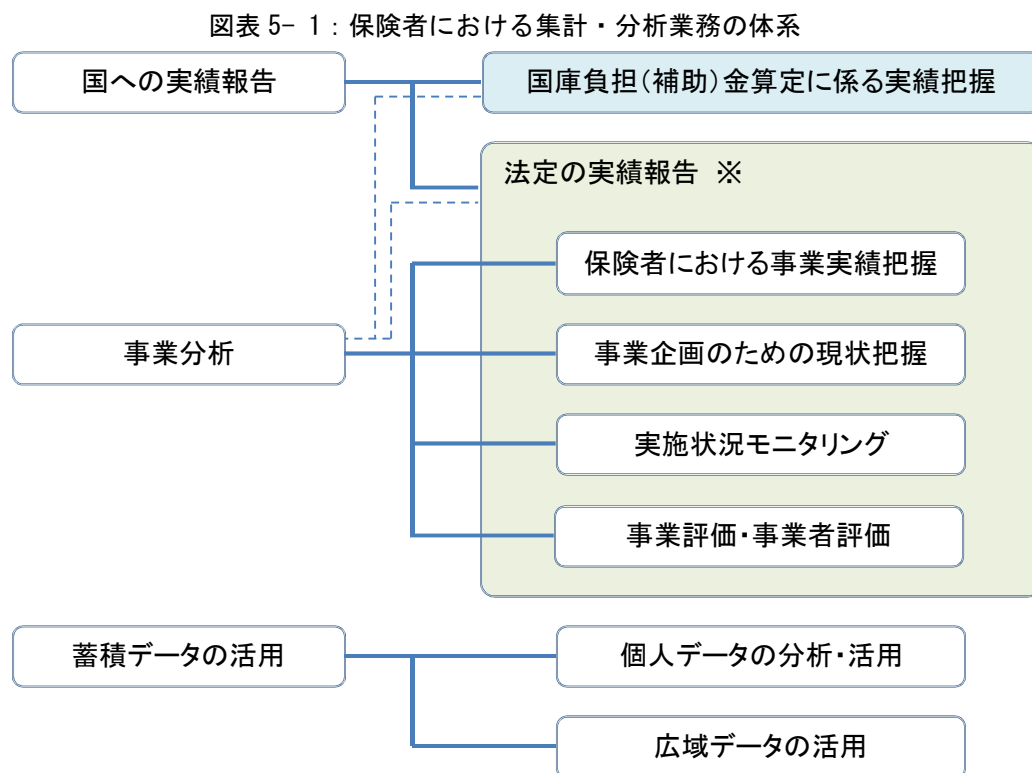 図表 5- 1：保険者における集計・分析業務の体系
国への実績報告
国庫負担（補助）金算定に係る実績把握
法定の実績報告 ※
保険者における事業実績把握
事業分析
事業企画のための現状把握
実施状況モニタリング
事業評価・事業者評価
蓄積データの活用
個人データの分析・活用
広域データの活用